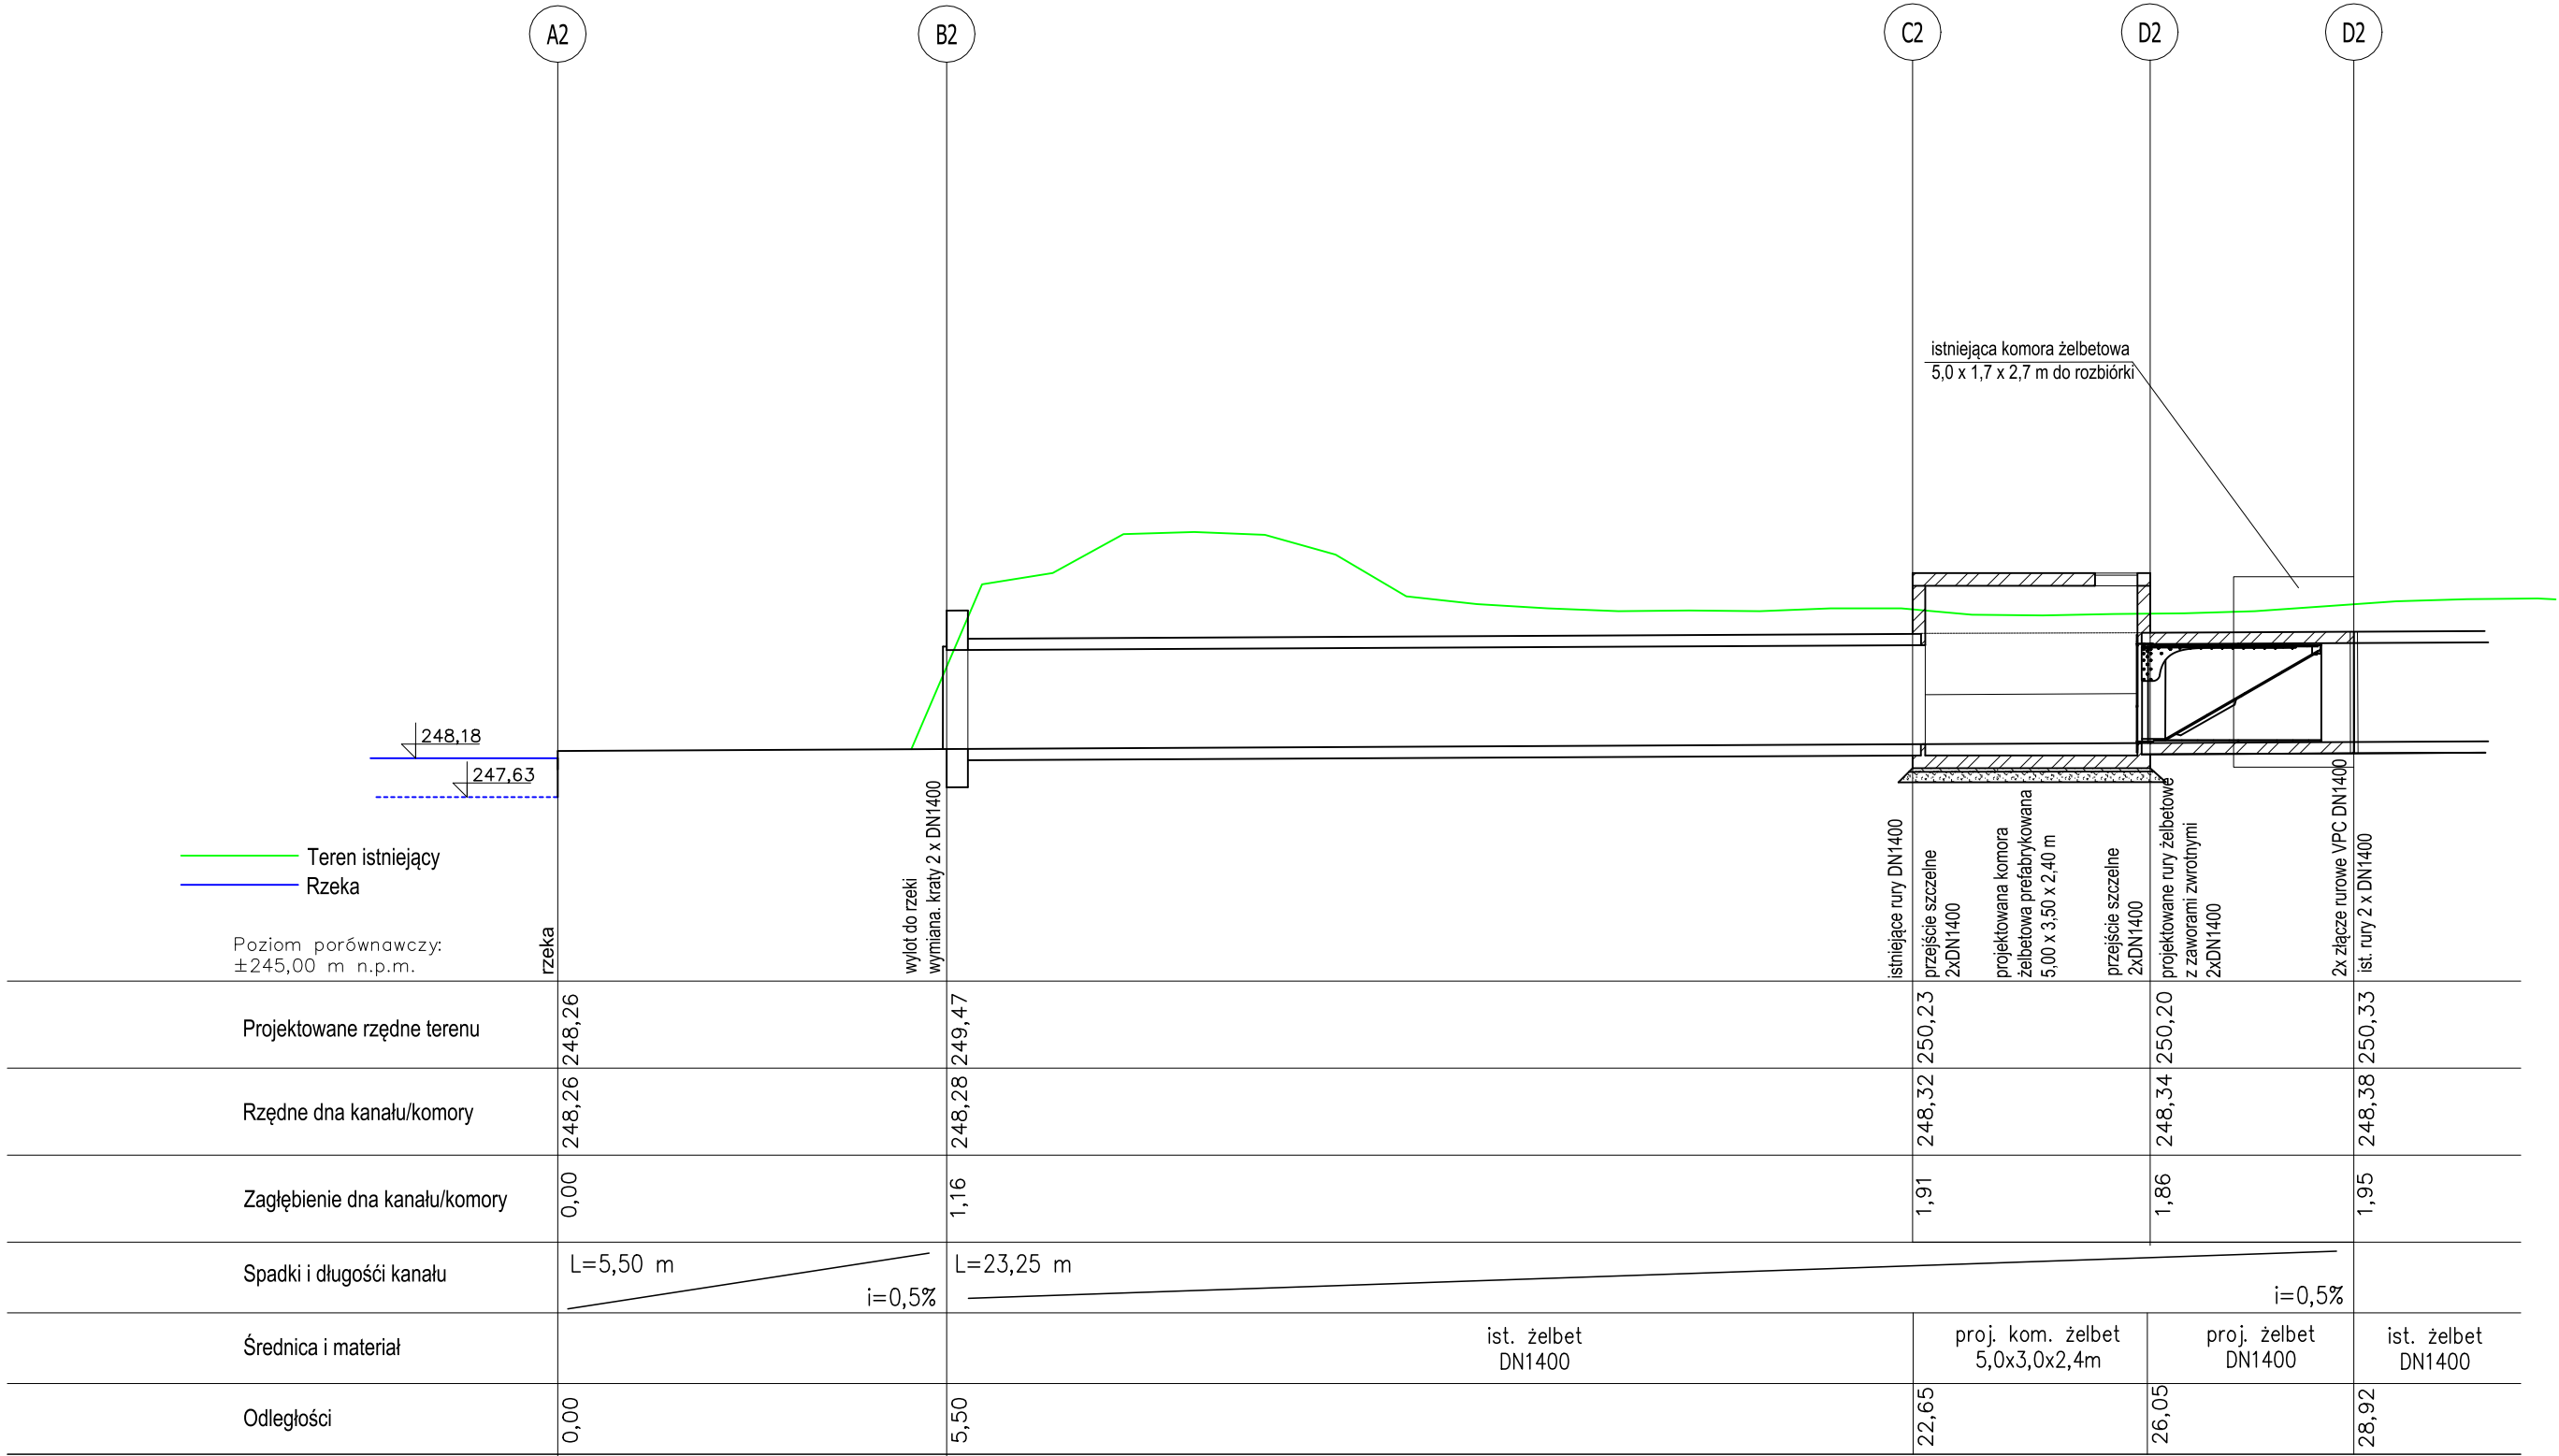 A2
B2
C2
D2
D2
istniejąca komora żelbetowa
5,0 x 1,7 x 2,7 m do rozbiórki
248,18
247,63
Teren istniejący
Rzeka
Poziom porównawczy:
±245,00 m n.p.m.
rzeka
wylot do rzeki
wymiana. kraty 2 x DN1400
istniejące rury DN1400
przejście szczelne
2xDN1400
projektowana komora
żelbetowa prefabrykowana
5,00 x 3,50 x 2,40 m
przejście szczelne
2xDN1400
projektowane rury żelbetowe
z zaworami zwrotnymi
2xDN1400
2x złącze rurowe VPC DN1400
ist. rury 2 x DN1400
Projektowane rzędne terenu
248,26
249,47
250,23
250,20
250,33
Rzędne dna kanału/komory
248,26
248,28
248,32
248,34
248,38
Zagłębienie dna kanału/komory
0,00
1,16
1,91
1,86
1,95
Spadki i długośći kanału
L=5,50 m
i=0,5%
L=23,25 m
i=0,5%
Średnica i materiał
ist. żelbet
DN1400
proj. kom. żelbet
5,0x3,0x2,4m
proj. żelbet
DN1400
ist. żelbet
DN1400
Odległości
0,00
5,50
22,65
26,05
28,92